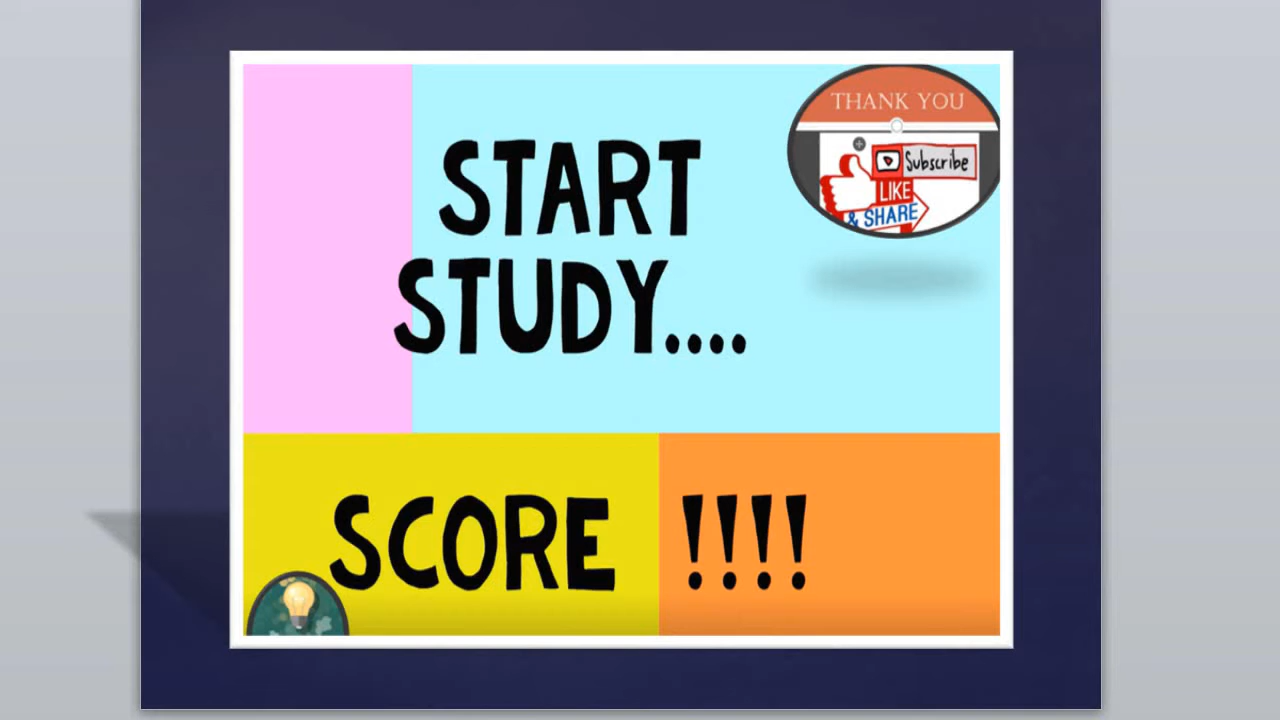 THANK YOU
Subscribe
LIKE
& SHARE
START
STUDY....
SCORE !!!!